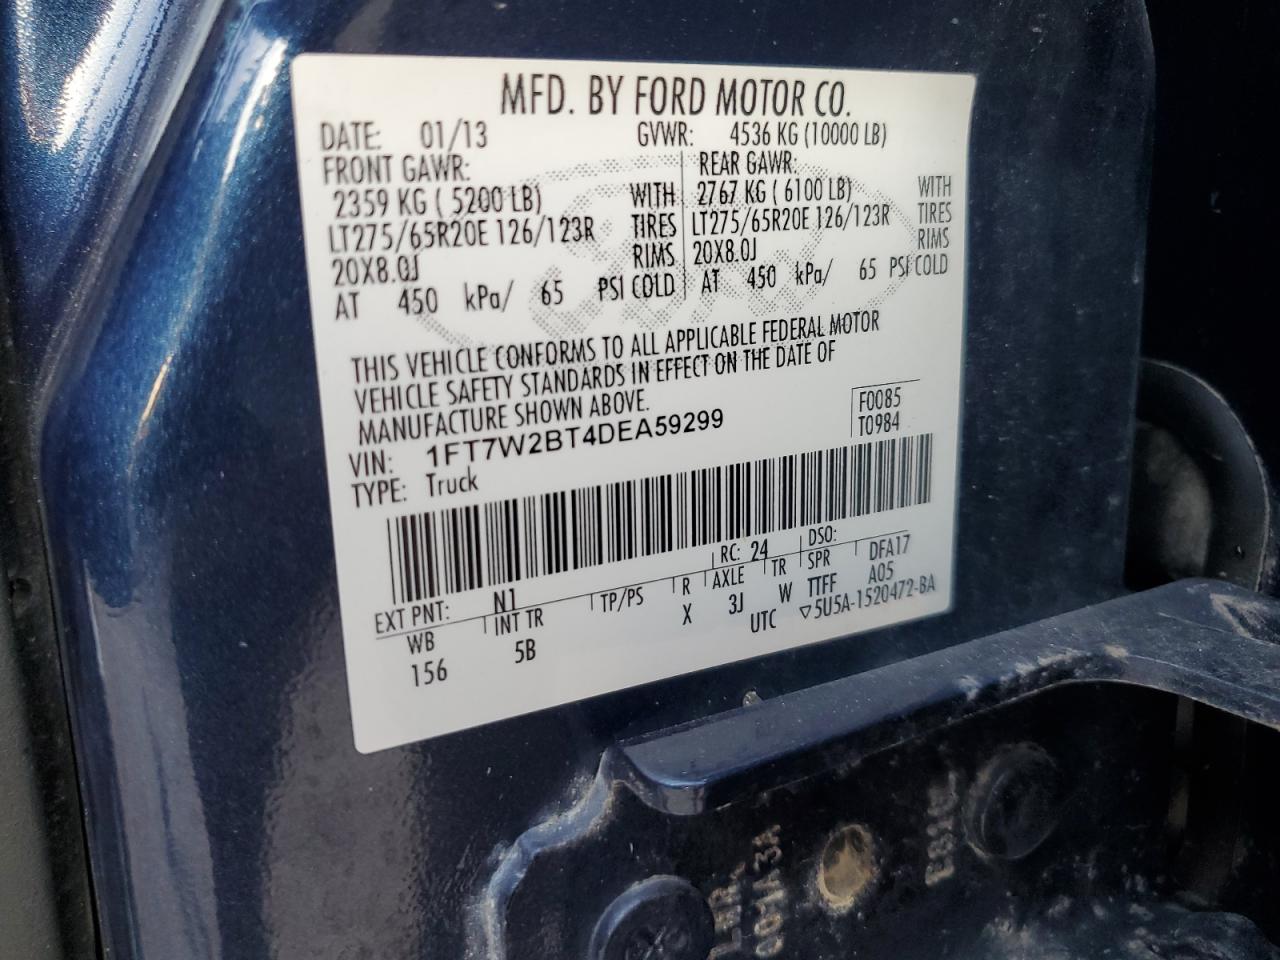 MFD. BY FORD MOTOR CO.
DATE: 01/13 GVWR: 4536 KG (10000 LB)
FRONT GAWR: REAR GAWR:
2359 KG ( 5200 LB) WITH 2767 KG ( 6100 LB) WITH
LT275/65R20E 126/123R TIRES LT275/65R20E 126/123R TIRES
20X8.0J RIMS 20X8.0J RIMS
AT 450 kPa/ 65 PSI COLD AT 450 kPa/ 65 PSI COLD
THIS VEHICLE CONFORMS TO ALL APPLICABLE FEDERAL MOTOR
VEHICLE SAFETY STANDARDS IN EFFECT ON THE DATE OF
MANUFACTURE SHOWN ABOVE.
F0085
T0984
VIN: 1FT7W2BT4DEA59299
TYPE: Truck
EXT PNT: N1 RC: 24 DSO:
WB INT TR TP/PS R AXLE TR SPR DFA17
156 5B X 3J W TTFF A05
UTC ▽5U5A-1520472-BA